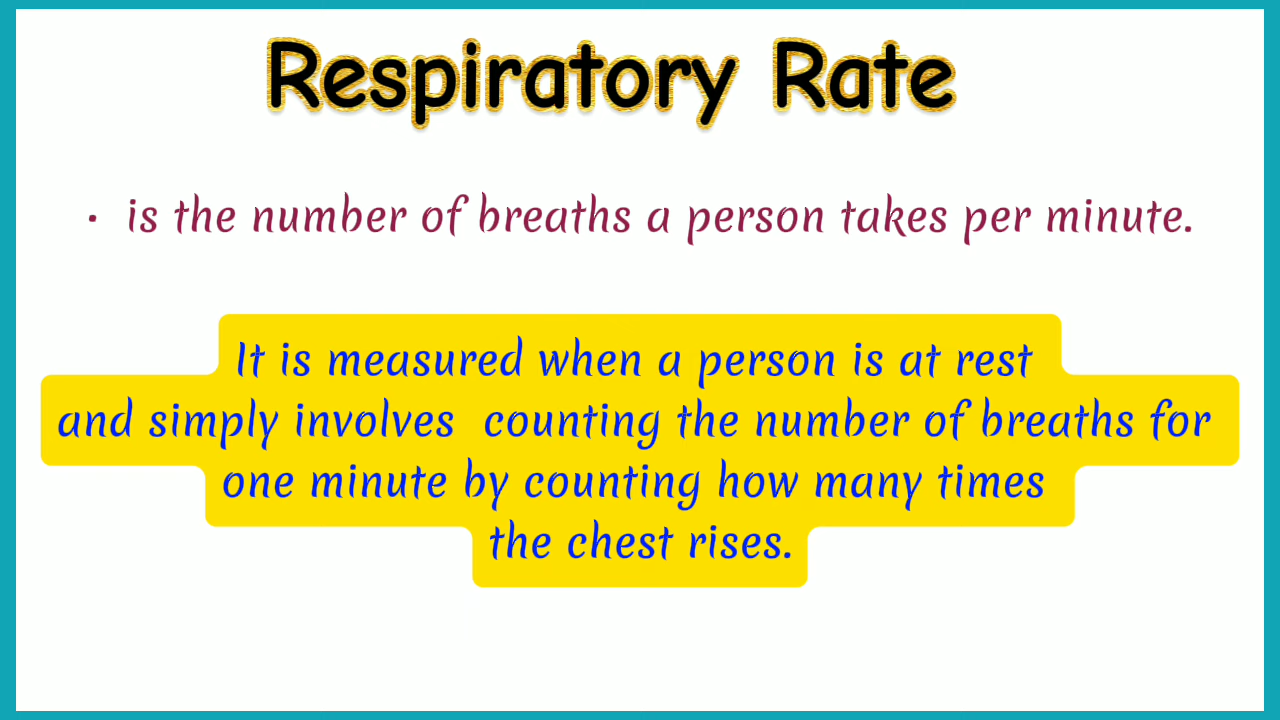 Respiratory Rate
• is the number of breaths a person takes per minute.
It is measured when a person is at rest
and simply involves  counting the number of breaths for
one minute by counting how many times
the chest rises.